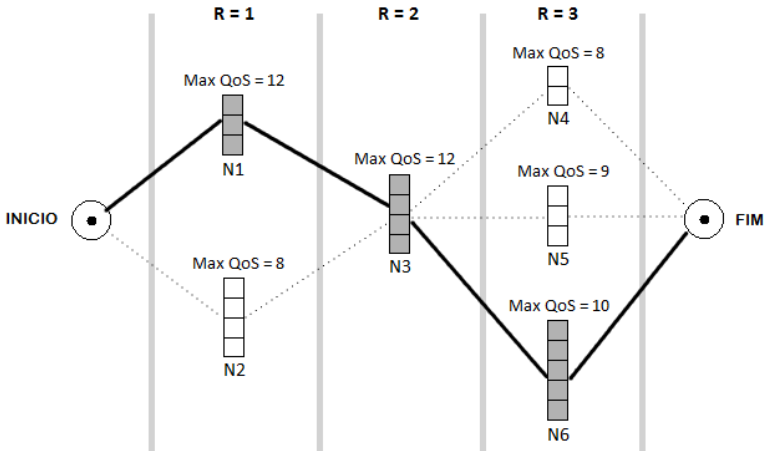 R = 1
R = 2
R = 3
Max QoS = 12
N1
Max QoS = 8
N4
Max QoS = 12
N3
Max QoS = 9
N5
INICIO
FIM
Max QoS = 8
N2
Max QoS = 10
N6